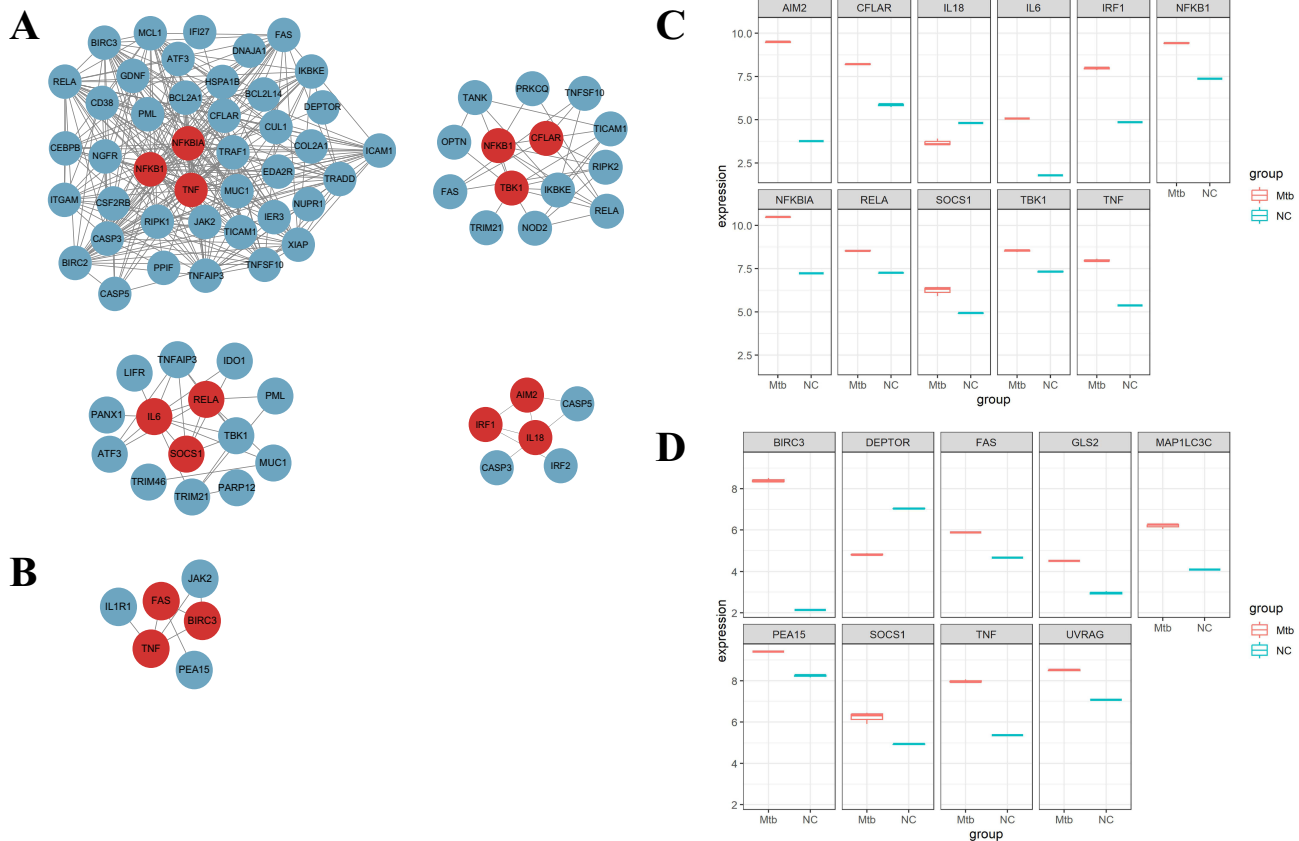 A
MCL1
IFI27
FAS
BIRC3
DNAJA1
ATF3
RELA
GDNF
HSPA1B
IKBKE
CD38
BCL2A1
BCL2L14
DEPTOR
PML
CFLAR
CUL1
NFKBIA
COL2A1
CEBPB
NGFR
TRAF1
ICAM1
NFKB1
EDA2R
TRADD
TNF
MUC1
ITGAM
CSF2RB
NUPR1
RIPK1
JAK2
IER3
CASP3
TICAM1
XIAP
BIRC2
PPIF
TNFAIP3
TNFSF10
CASP5
PRKCQ
TANK
TNFSF10
OPTN
NFKB1
CFLAR
TICAM1
RIPK2
FAS
TBK1
IKBKE
RELA
TRIM21
NOD2
TNFAIP3
IDO1
LIFR
RELA
PML
PANX1
IL6
TBK1
ATF3
SOCS1
MUC1
TRIM46
TRIM21
PARP12
AIM2
CASP5
IRF1
IL18
CASP3
IRF2
B
JAK2
IL1R1
FAS
BIRC3
TNF
PEA15
C
AIM2 CFLAR IL18 IL6 IRF1 NFKB1
10.0
7.5
5.0
2.5
Mtb NC
NFKBIA RELA SOCS1 TBK1 TNF
10.0
7.5
5.0
2.5
Mtb NC Mtb NC Mtb NC Mtb NC Mtb NC
group
expression
group
Mtb
NC
D
BIRC3 DEPTOR FAS GLS2 MAP1LC3C
8
6
4
2
Mtb NC
PEA15 SOCS1 TNF UVRAG
8
6
4
2
Mtb NC Mtb NC Mtb NC Mtb NC
group
expression
group
Mtb
NC